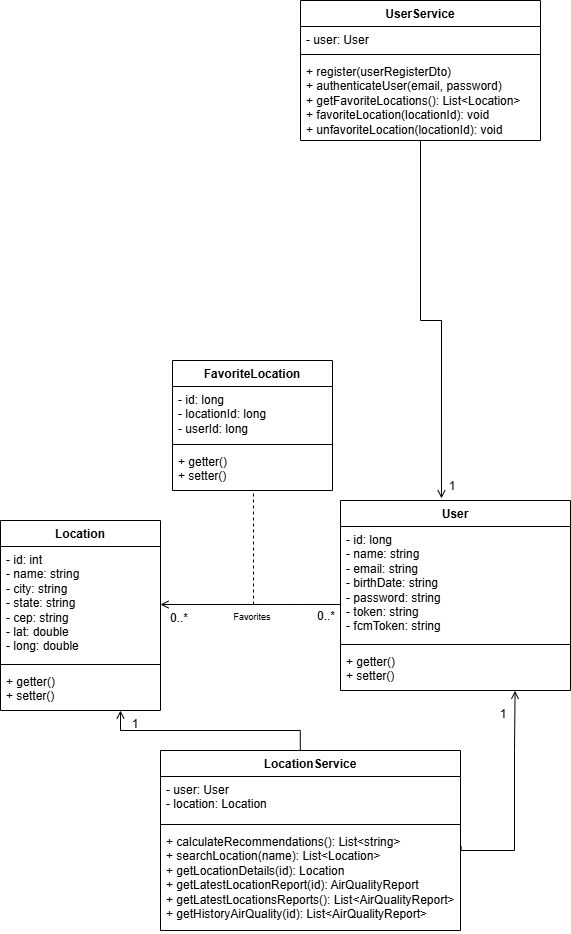 UserService
- user: User
+ register(userRegisterDto)
+ authenticateUser(email, password)
+ getFavoriteLocations(): List<Location>
+ favoriteLocation(locationId): void
+ unfavoriteLocation(locationId): void
FavoriteLocation
- id: long
- locationId: long
- userId: long
+ getter()
+ setter()
1
User
- id: long
- name: string
- email: string
- birthDate: string
- password: string
- token: string
- fcmToken: string
+ getter()
+ setter()
Location
- id: int
- name: string
- city: string
- state: string
- cep: string
- lat: double
- long: double
+ getter()
+ setter()
0..*
Favorites
0..*
1
1
LocationService
- user: User
- location: Location
+ calculateRecommendations(): List<string>
+ searchLocation(name): List<Location>
+ getLocationDetails(id): Location
+ getLatestLocationReport(id): AirQualityReport
+ getLatestLocationsReports(): List<AirQualityReport>
+ getHistoryAirQuality(id): List<AirQualityReport>